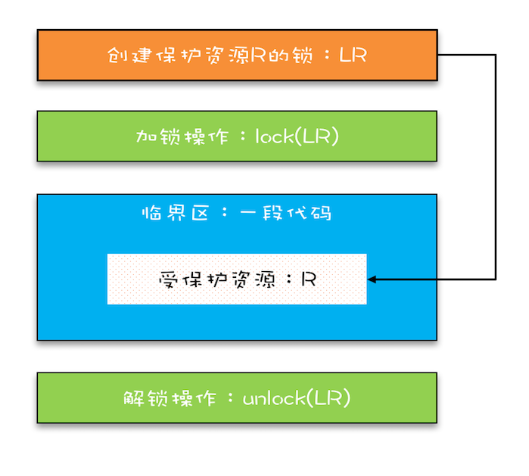 创建保护资源R的锁：LR
加锁操作：lock(LR)
临界区：一段代码
受保护资源：R
解锁操作：unlock(LR)